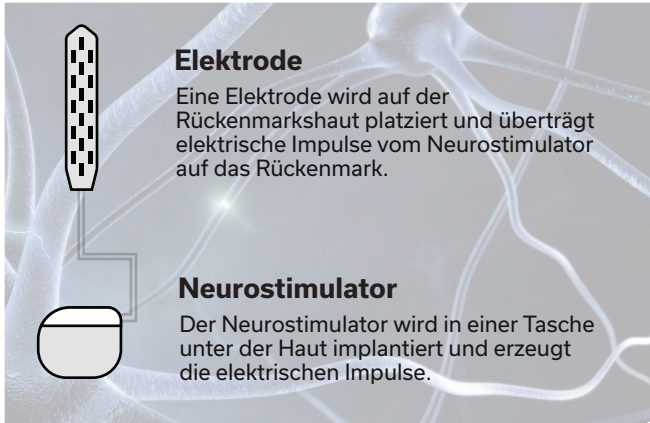 Elektrode
Eine Elektrode wird auf der
Rückenmarkshaut platziert und überträgt
elektrische Impulse vom Neurostimulator
auf das Rückenmark.
Neurostimulator
Der Neurostimulator wird in einer Tasche
unter der Haut implantiert und erzeugt
die elektrischen Impulse.